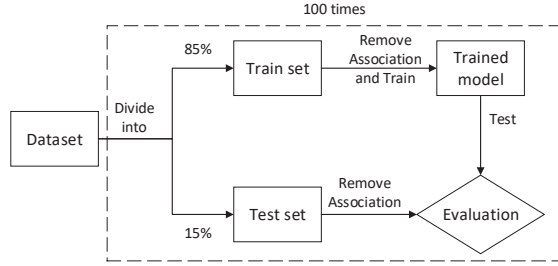 100 times
85%
Train set
Remove
Association
and Train
Trained
model
Divide
into
Dataset
Test
Remove
Association
Test set
Evaluation
15%